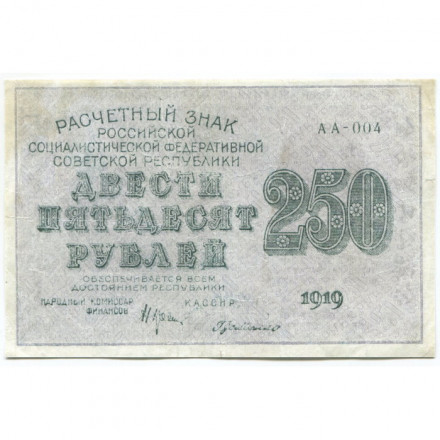 РАСЧЕТНЫЙ ЗНАК
РОССИЙСКОЙ
СОЦИАЛИСТИЧЕСКОЙ ФЕДЕРАТИВНОЙ
СОВЕТСКОЙ РЕСПУБЛИКИ
АА-004
ДВЕСТИ
ПЯТЬДЕСЯТ
РУБЛЕЙ
250
ОБЕСПЕЧИВАЕТСЯ ВСЕМ
ДОСТОЯНИЕМ РЕСПУБЛИКИ
НАРОДНЫЙ КОМИССАР
ФИНАНСОВ
КАССИР
1919